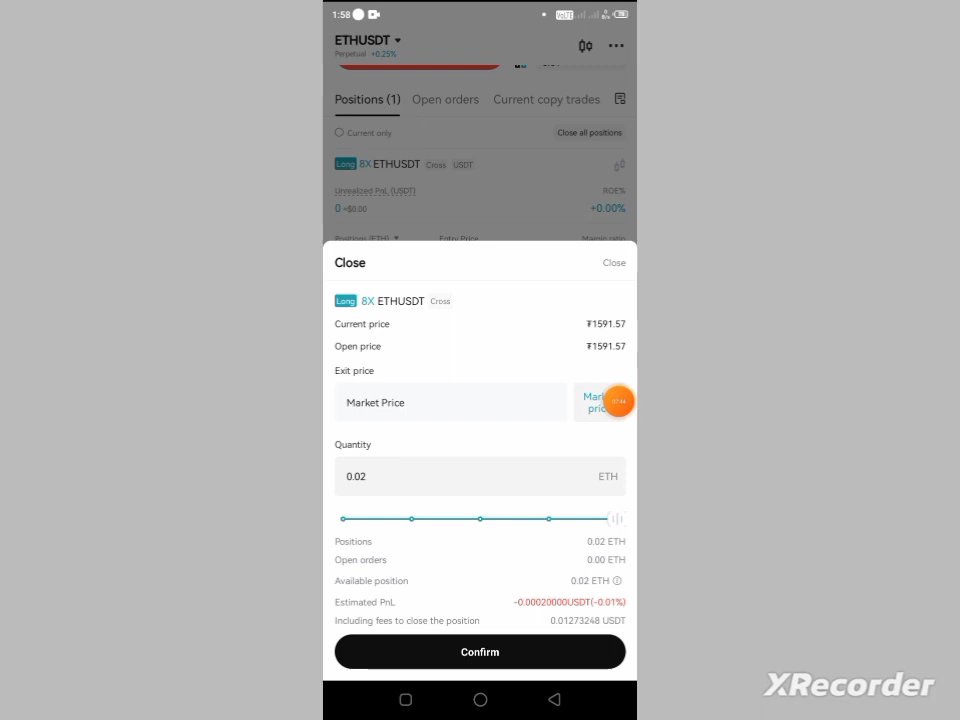 1:58
VoLTE
ETHUSDT
Perpetual +0.25%
Positions (1) Open orders Current copy trades
Current only Close all positions
Long 8X ETHUSDT Cross USDT
Unrealized PnL (USDT) ROE%
0 ≈$0.00 +0.00%
Positions (ETH) Entry Price Margin ratio
Close Close
Long 8X ETHUSDT Cross
Current price ₮1591.57
Open price ₮1591.57
Exit price
Market Price
Quantity
0.02 ETH
Positions 0.02 ETH
Open orders 0.00 ETH
Available position 0.02 ETH
Estimated PnL -0.00020000USDT(-0.01%)
Including fees to close the position 0.01273248 USDT
Confirm
XRecorder